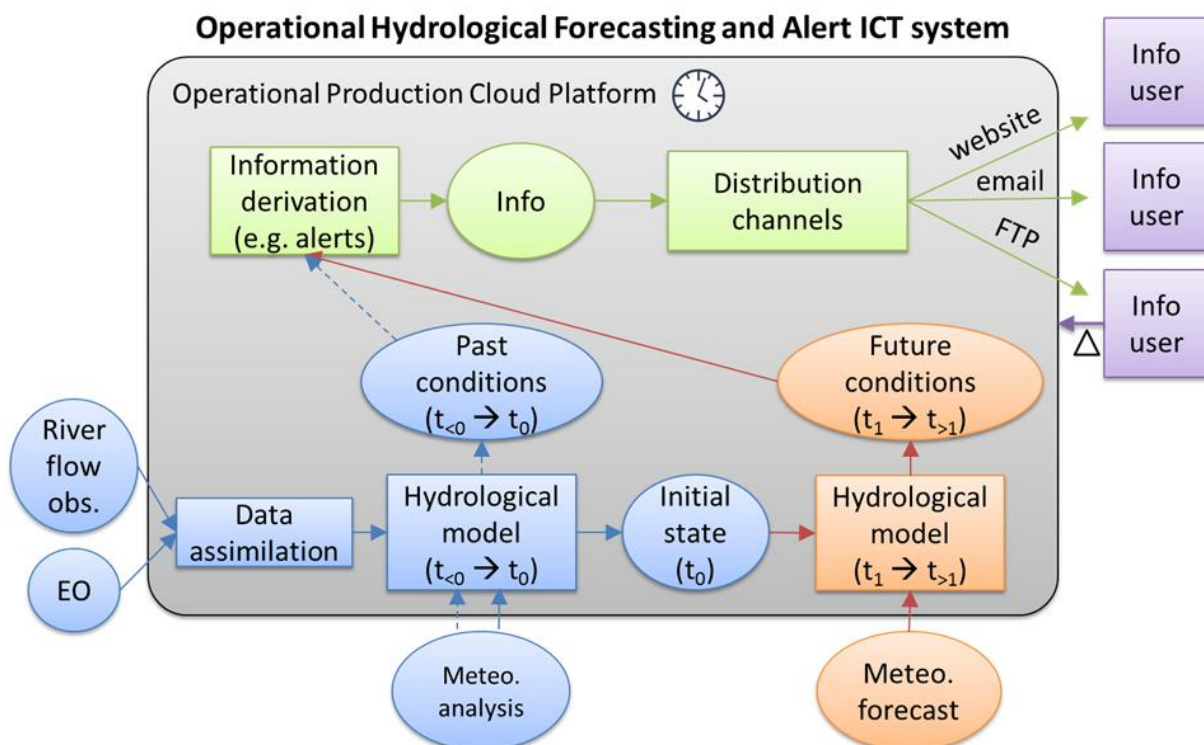 Operational Hydrological Forecasting and Alert ICT system
Operational Production Cloud Platform
Info
user
website
Information
derivation
(e.g. alerts)
Info
Distribution
channels
email
Info
user
FTP
Info
user
Δ
Past
conditions
(t<0 → t0)
Future
conditions
(t1 → t>1)
River
flow
obs.
EO
Data
assimilation
Hydrological
model
(t<0 → t0)
Initial
state
(t0)
Hydrological
model
(t1 → t>1)
Meteo.
analysis
Meteo.
forecast